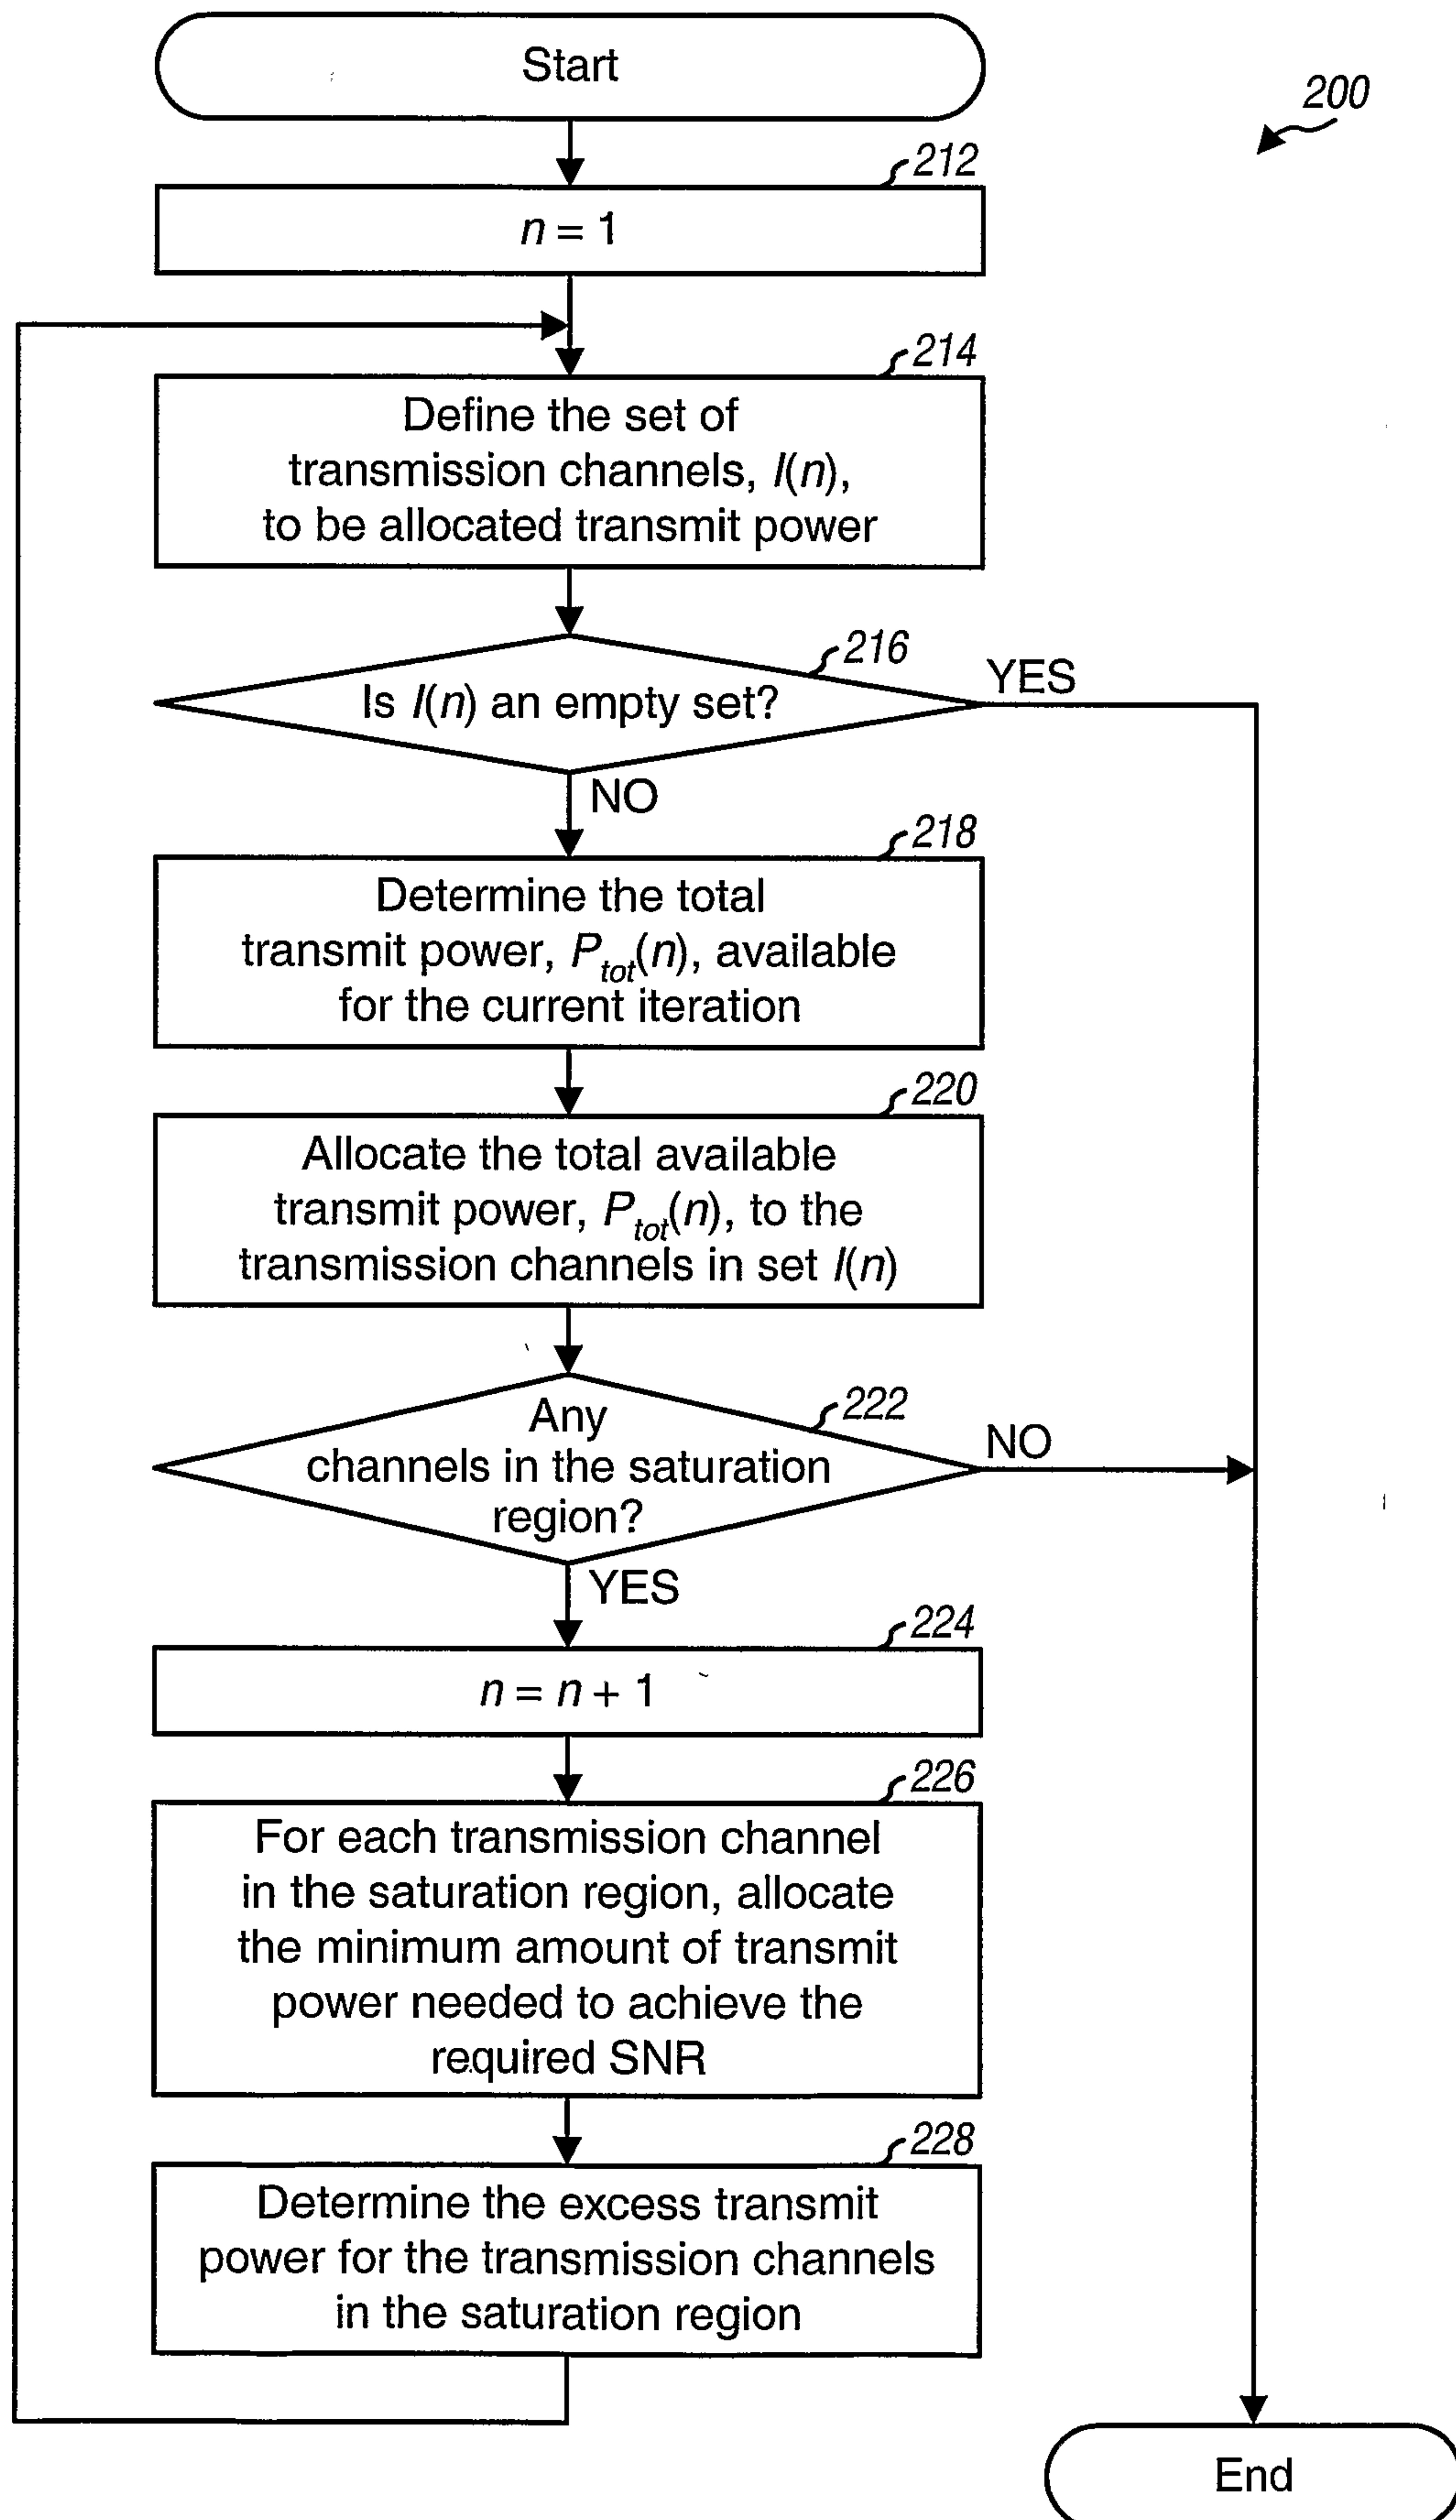 Start
200
212
n = 1
214
Define the set of
transmission channels, I(n),
to be allocated transmit power
216
Is I(n) an empty set?
YES
NO
218
Determine the total
transmit power, Ptot(n), available
for the current iteration
220
Allocate the total available
transmit power, Ptot(n), to the
transmission channels in set I(n)
222
Any
channels in the saturation
region?
NO
YES
224
n = n + 1
226
For each transmission channel
in the saturation region, allocate
the minimum amount of transmit
power needed to achieve the
required SNR
228
Determine the excess transmit
power for the transmission channels
in the saturation region
End